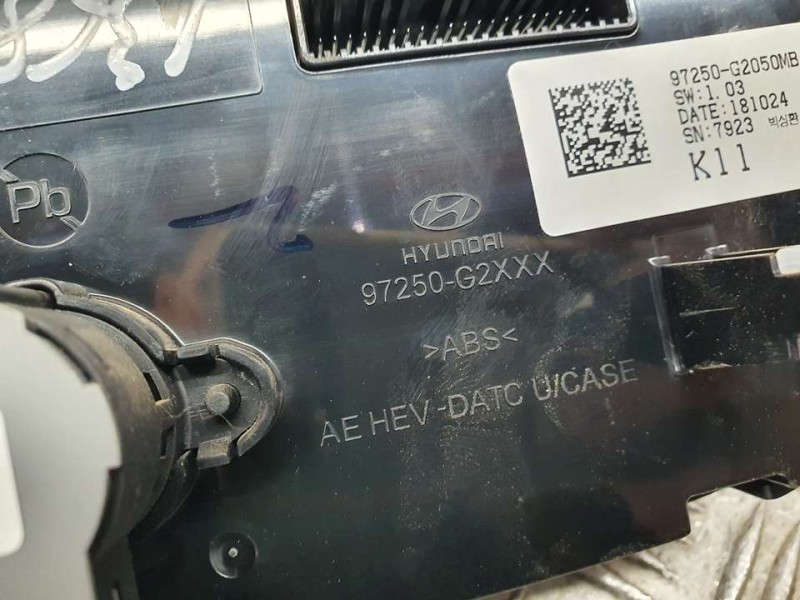 97250-G2050MB
SW:1.03
DATE:181024
SN:7923
K11
Pb
HYUNDAI
97250-G2XXX
>ABS<
AE HEV-DATC U/CASE